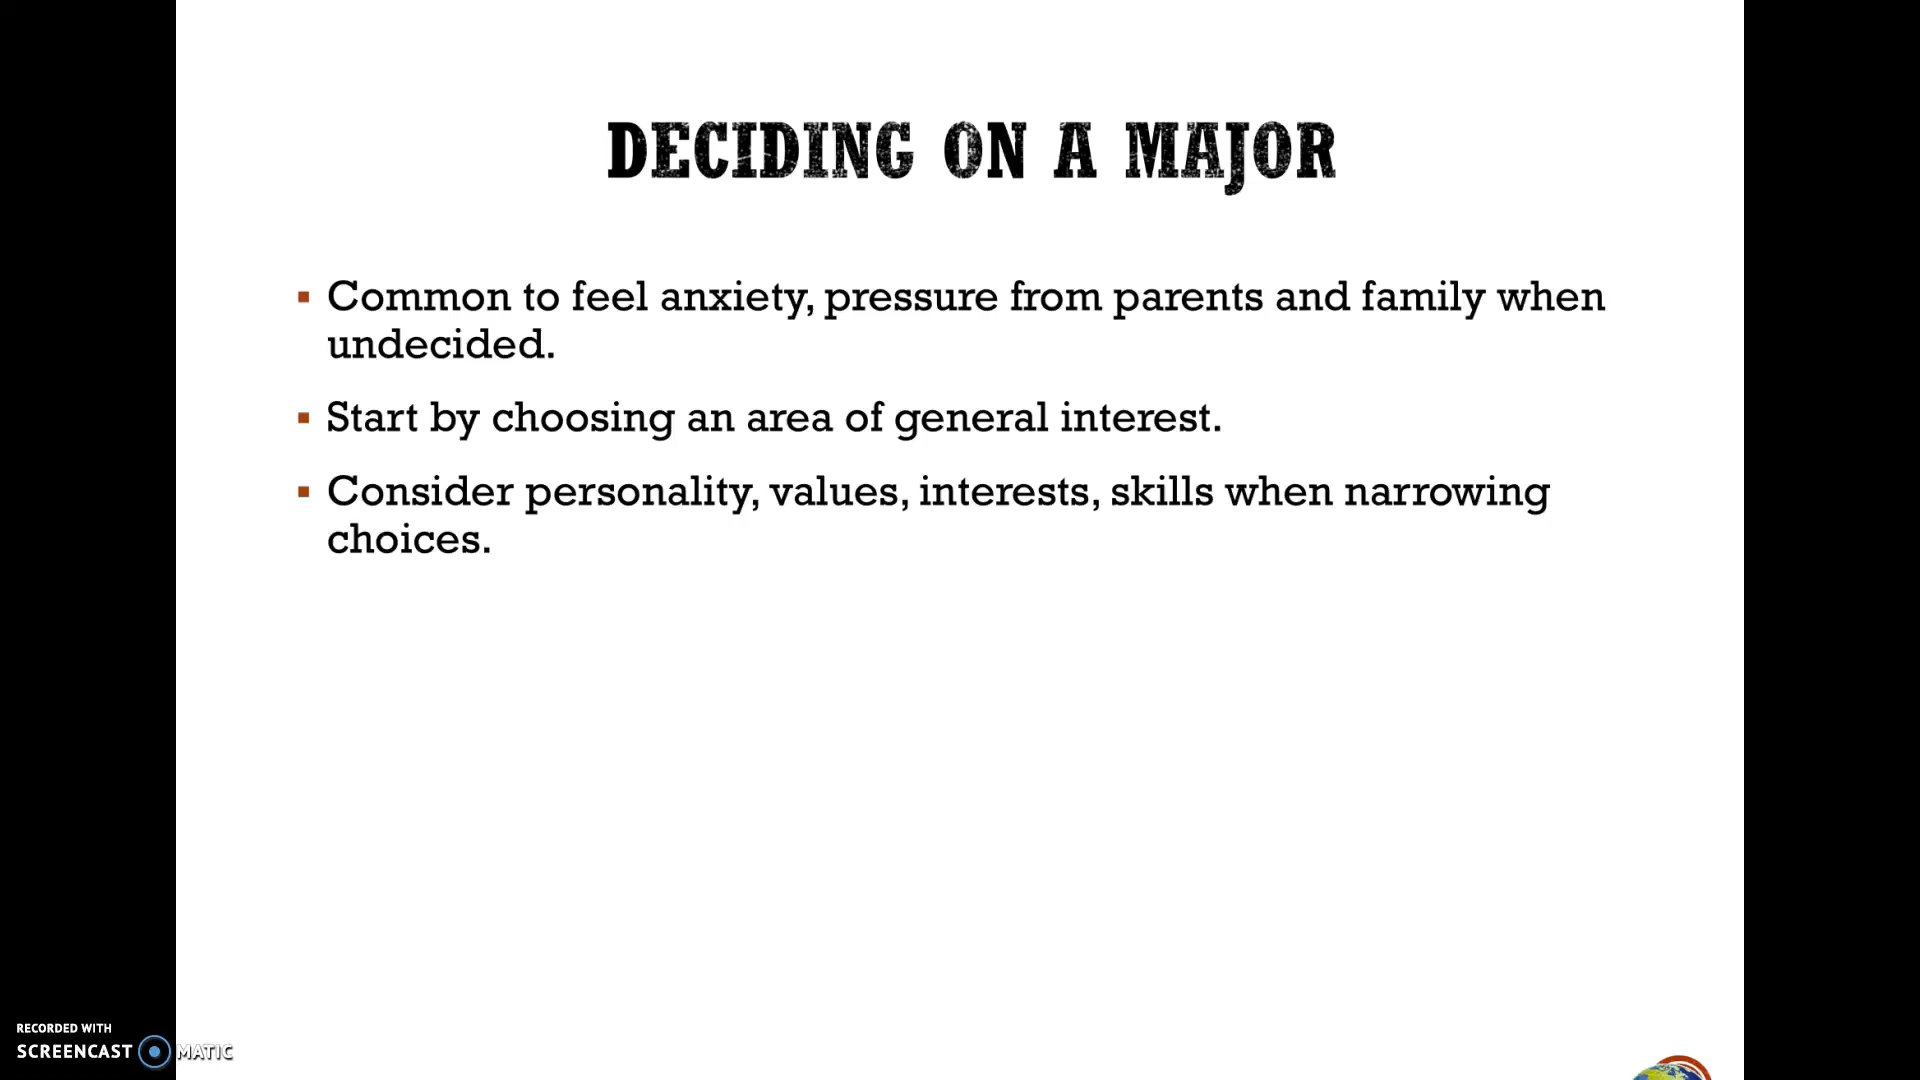 DECIDING ON A MAJOR
▪ Common to feel anxiety, pressure from parents and family when
undecided.
▪ Start by choosing an area of general interest.
▪ Consider personality, values, interests, skills when narrowing
choices.
RECORDED WITH
SCREENCAST MATIC